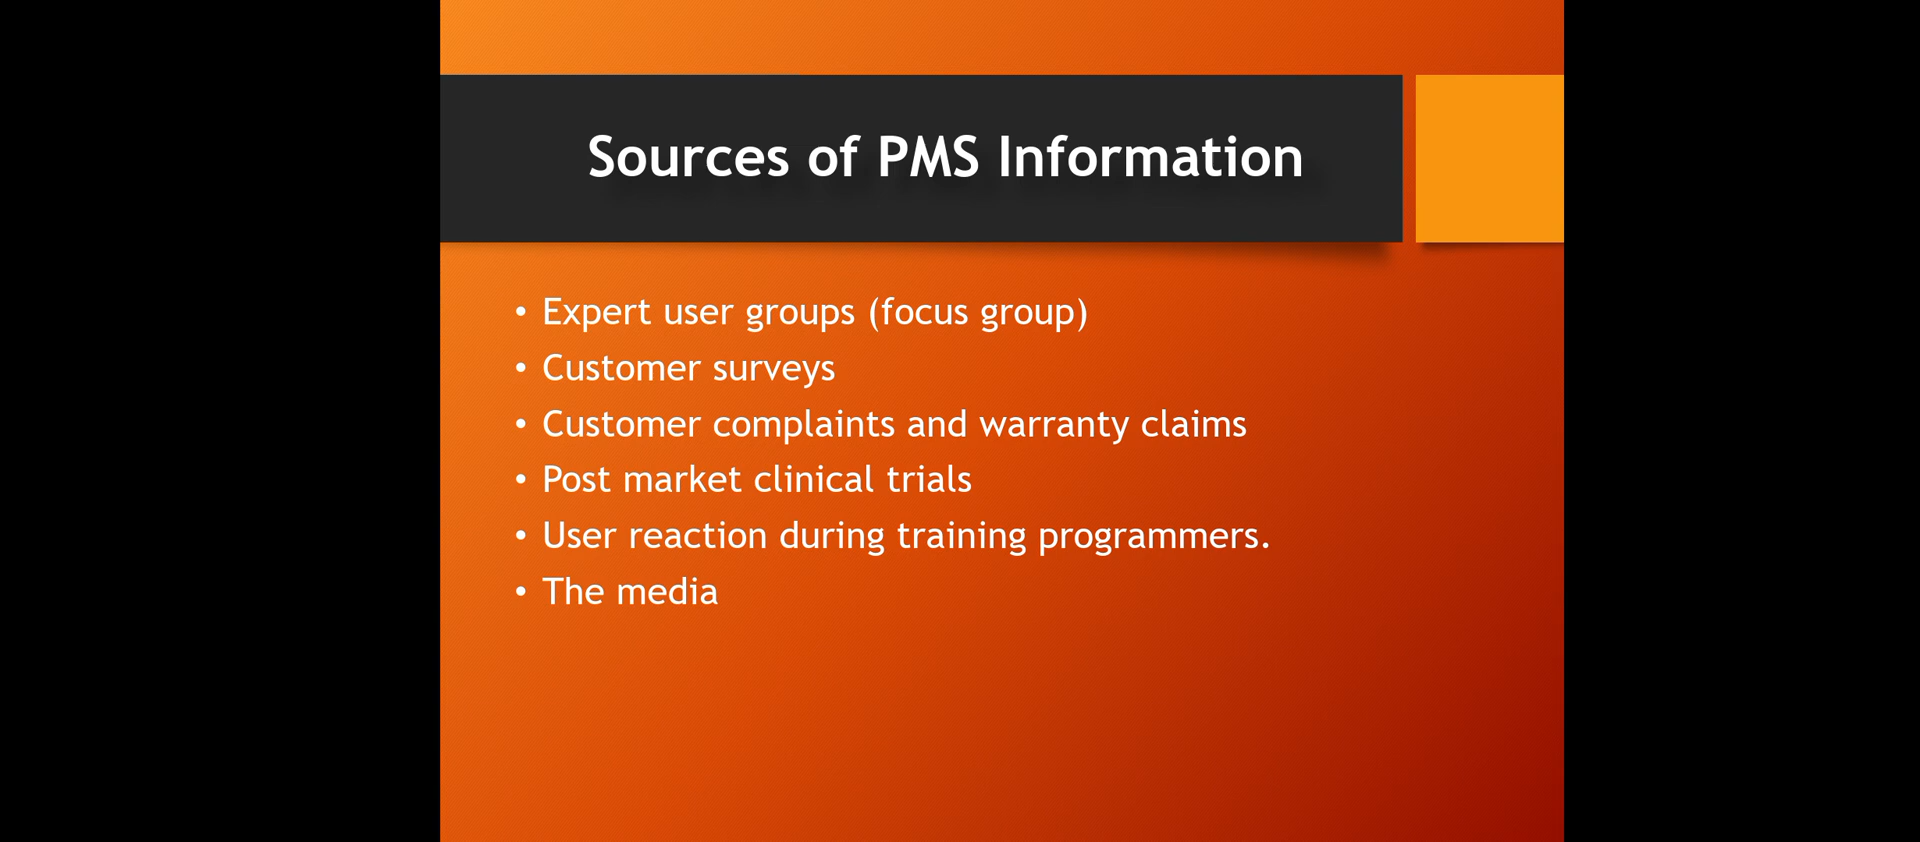 Sources of PMS Information
• Expert user groups (focus group)
• Customer surveys
• Customer complaints and warranty claims
• Post market clinical trials
• User reaction during training programmers.
• The media